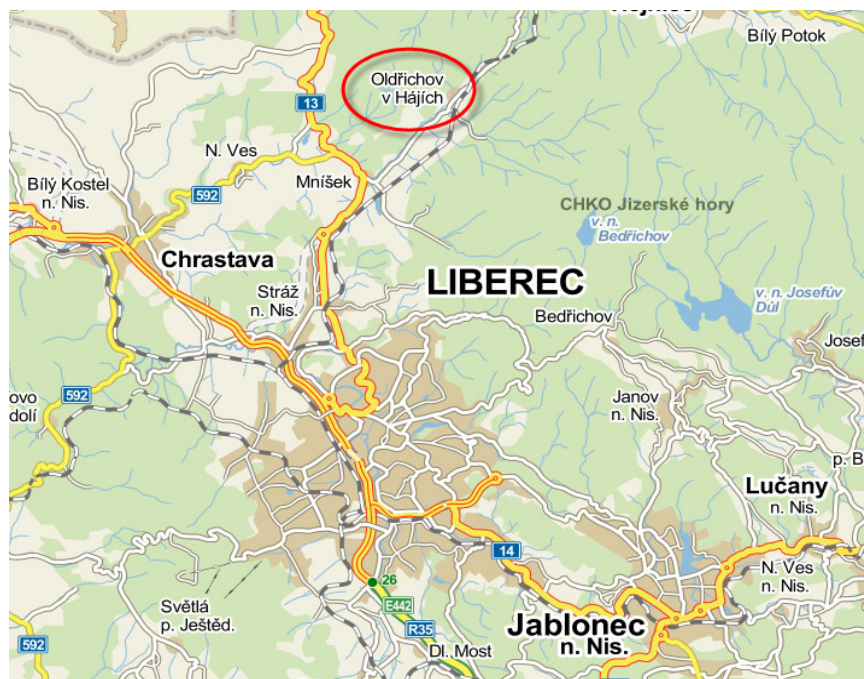 Bílý Potok
Oldřichov
v Hájích
13
N. Ves
592
Mníšek
Bílý Kostel
n. Nis.
CHKO Jizerské hory
v. n.
Bedřichov
Chrastava
LIBEREC
Stráž
n. Nis.
v. n. Josefův
Důl
Bedřichov
Josef
592
ovo
dolí
Janov
n. Nis.
p. B
Lučany
n. Nis.
14
N. Ves
n. Nis.
26
E442
Světlá
p. Ještěd.
R35
Jablonec
n. Nis.
Dl. Most
592